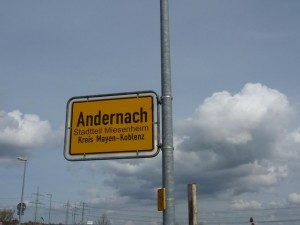 Andernach
Stadtteil Miesenheim
Kreis Mayen-Koblenz